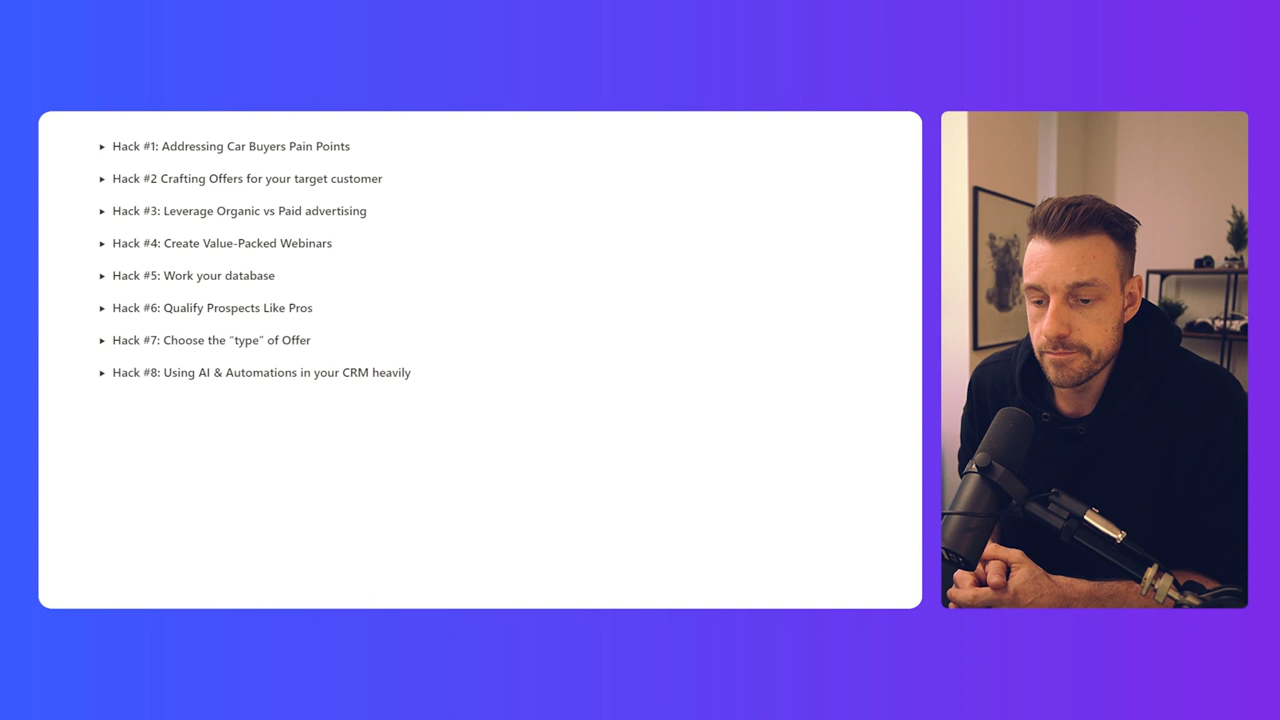 Hack #1: Addressing Car Buyers Pain Points
Hack #2 Crafting Offers for your target customer
Hack #3: Leverage Organic vs Paid advertising
Hack #4: Create Value-Packed Webinars
Hack #5: Work your database
Hack #6: Qualify Prospects Like Pros
Hack #7: Choose the "type" of Offer
Hack #8: Using AI & Automations in your CRM heavily